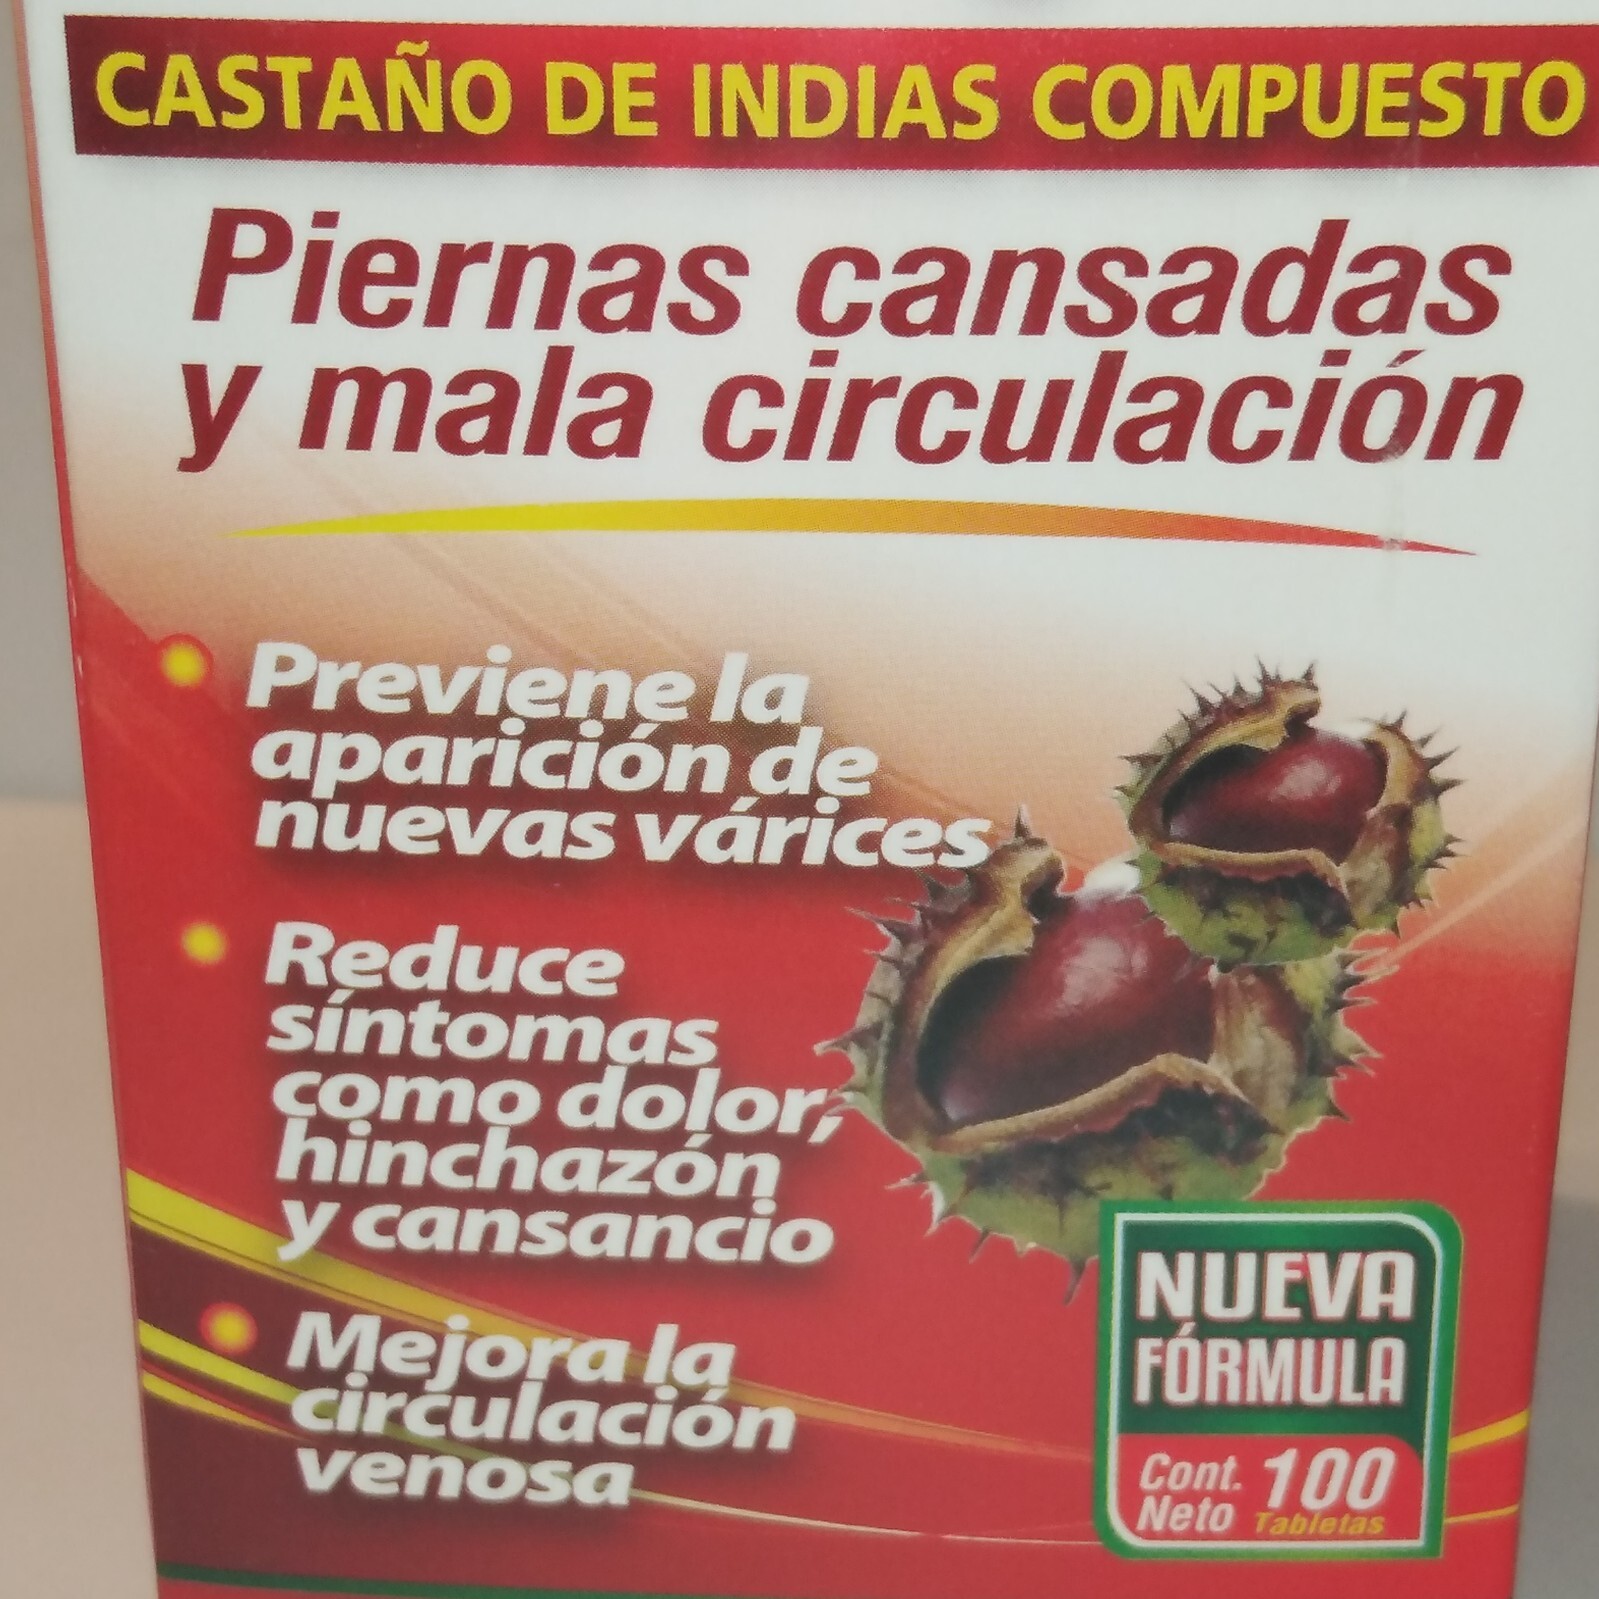 CASTAÑO DE INDIAS COMPUESTO
Piernas cansadas
y mala circulación
Previene la
aparición de
nuevas várices
Reduce
síntomas
como dolor,
hinchazón
y cansancio
Mejora la
circulación
venosa
NUEVA
FÓRMULA
Cont. 100
Neto Tabletas